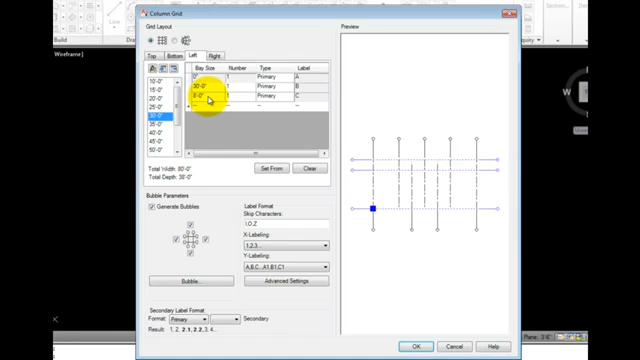 Wireframe]
Column Grid
Grid Layout
Preview
Top
Bottom
Left
Right
Bay Size Number Type Label
0" 1 Primary A
30'-0" 1 Primary B
8'-0" 1 Primary C
10'-0"
15'-0"
20'-0"
25'-0"
30'-0"
35'-0"
40'-0"
45'-0"
50'-0"
Total Width: 80'-0"
Total Depth: 38'-0"
Set From
Clear
Bubble Parameters
Generate Bubbles
Label Format
Skip Characters:
I,O,Z
X-Labeling:
1,2,3...
Y-Labeling:
A,B,C...A1,B1,C1
Bubble...
Advanced Settings
Secondary Label Format
Format: Primary . Secondary
Result: 1, 2, 2.1, 2.2, 3, 4...
OK
Cancel
Help
W
3'-6"